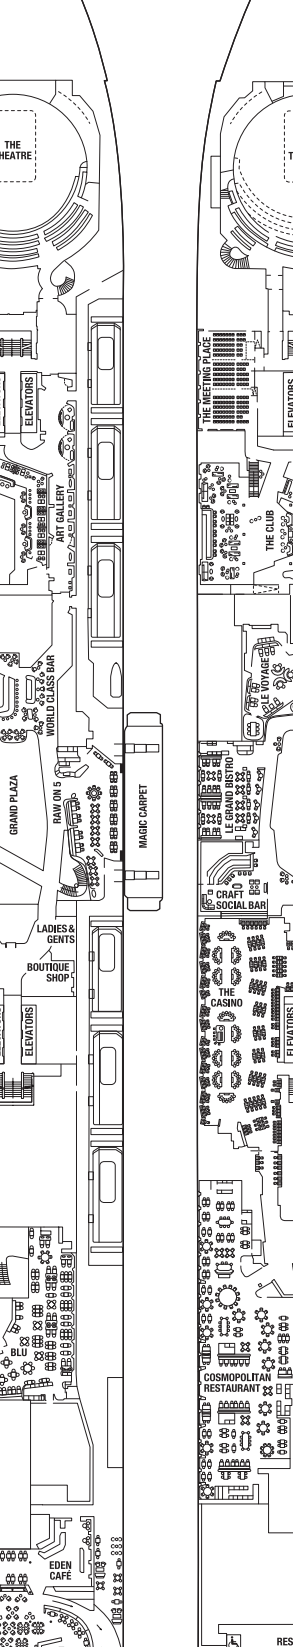 THE
HEATRE
ELEVATORS
ART GALLERY
WORLD CLASS BAR
GRAND PLAZA
RAW ON 5
MAGIC CARPET
LADIES &
GENTS
BOUTIQUE
SHOP
ELEVATORS
BLU
EDEN
CAFÉ
T
THE MEETING PLACE
ELEVATORS
THE CLUB
LE VOYAGE
LE GRAND BISTRO
CRAFT
SOCIAL BAR
THE
CASINO
ELEVATORS
COSMOPOLITAN
RESTAURANT
RES